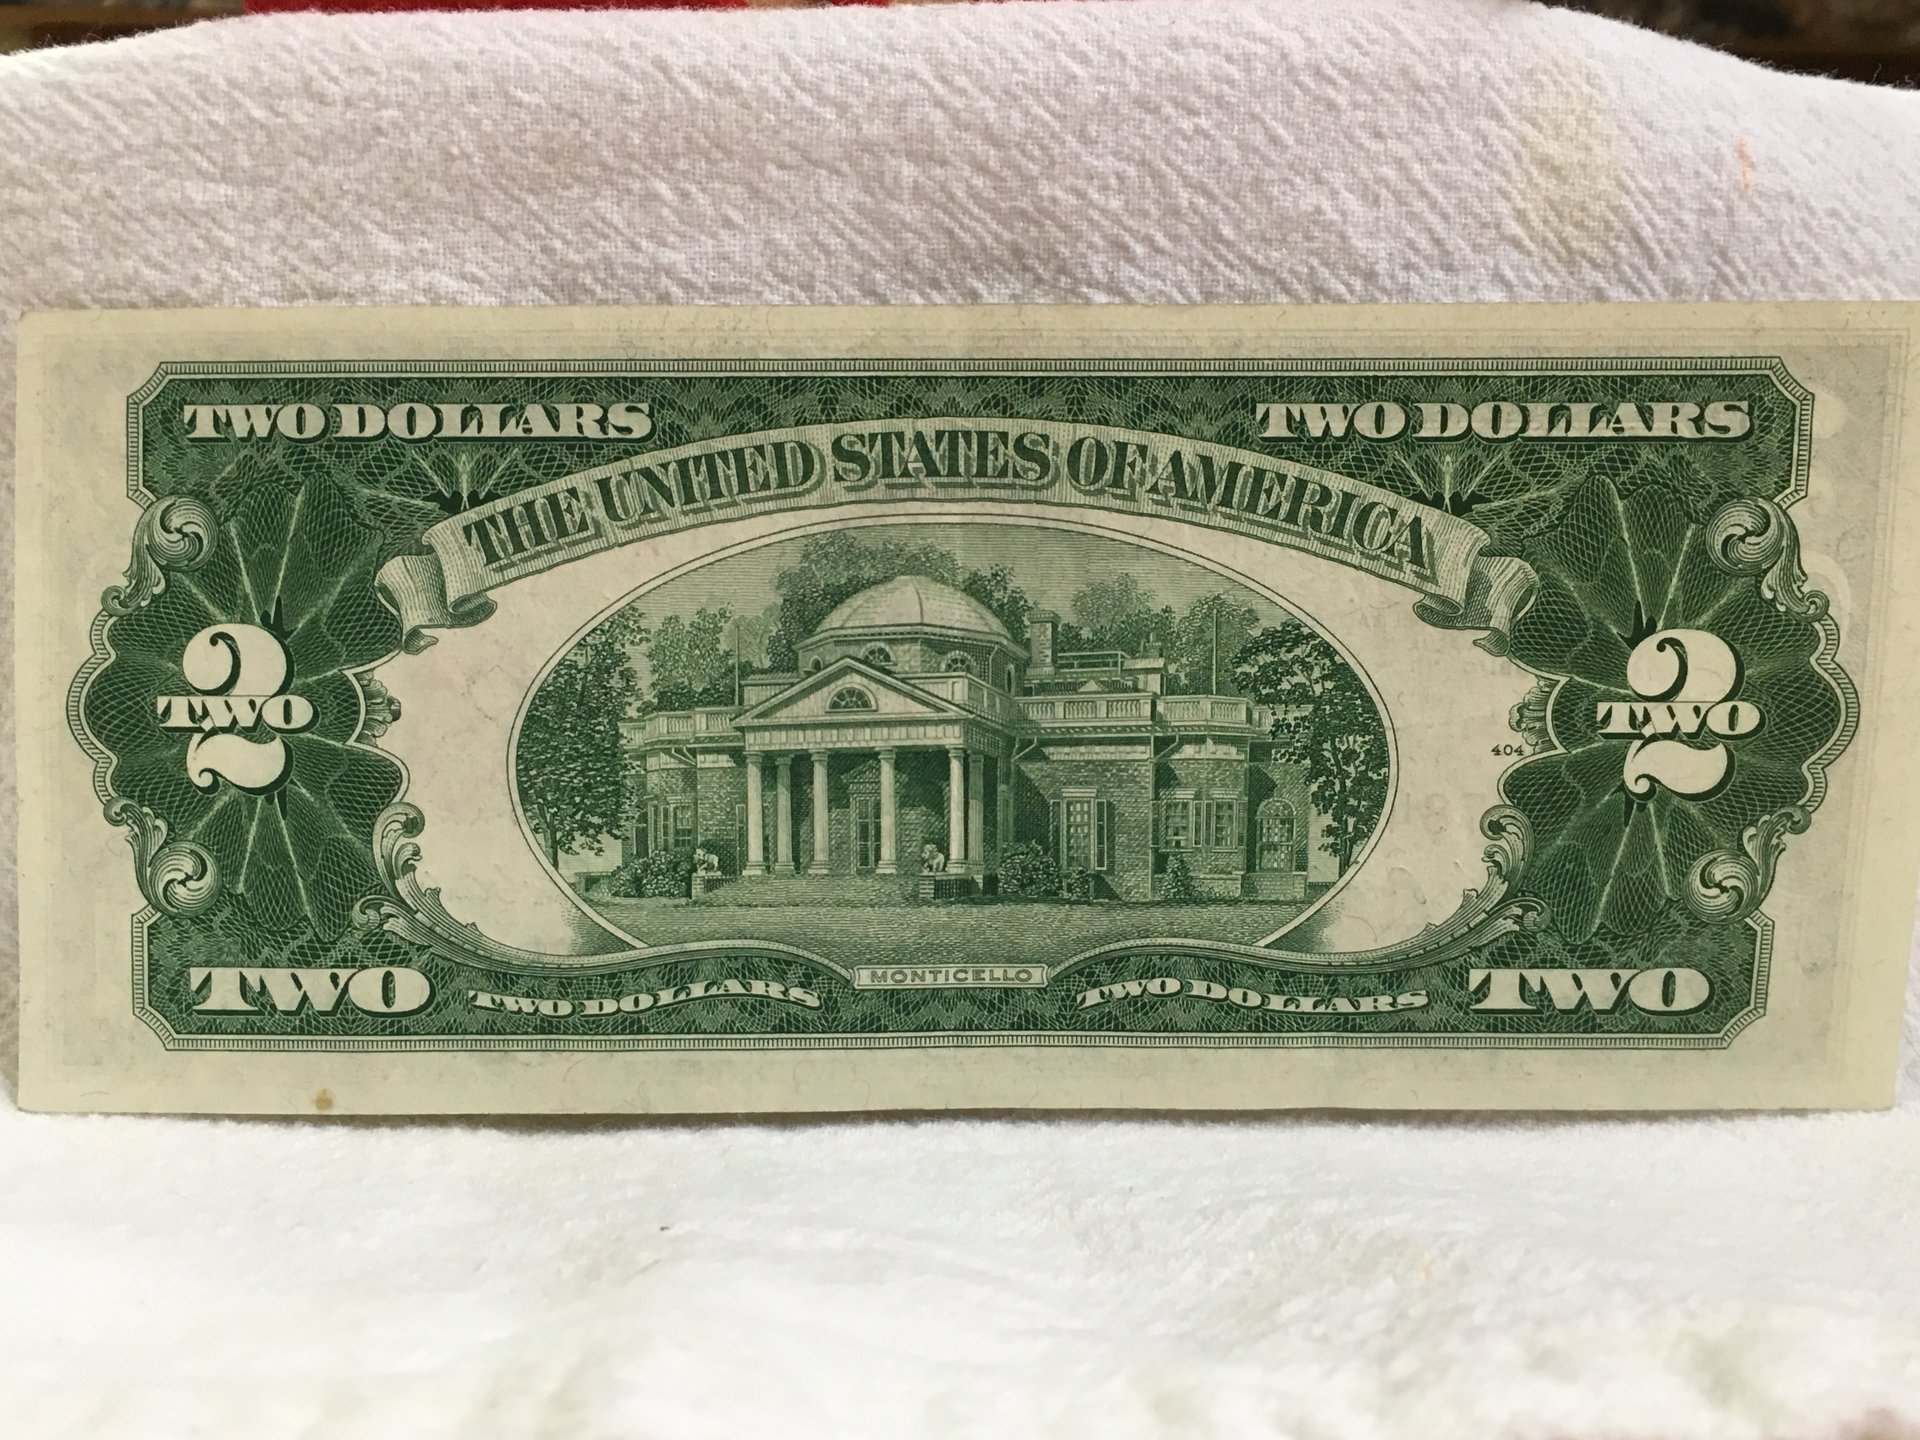 TWO DOLLARS
TWO DOLLARS
THE UNITED STATES OF AMERICA
2
TWO
2
TWO
404
MONTICELLO
TWO
TWO DOLLARS
TWO DOLLARS
TWO